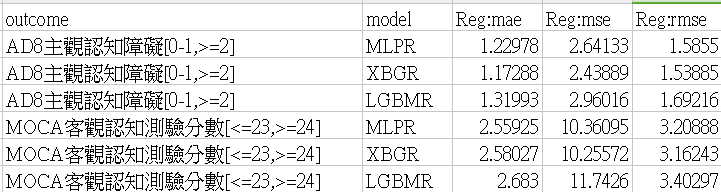 outcome model Reg:mae Reg:mse Reg:rmse
AD8主觀認知障礙[0-1,>=2] MLPR 1.22978 2.64133 1.5855
AD8主觀認知障礙[0-1,>=2] XBGR 1.17288 2.43889 1.53885
AD8主觀認知障礙[0-1,>=2] LGBMR 1.31993 2.96016 1.69216
MOCA客觀認知測驗分數[<=23,>=24] MLPR 2.55925 10.36095 3.20888
MOCA客觀認知測驗分數[<=23,>=24] XBGR 2.58027 10.25572 3.16243
MOCA客觀認知測驗分數[<=23,>=24] LGBMR 2.683 11.7426 3.40297